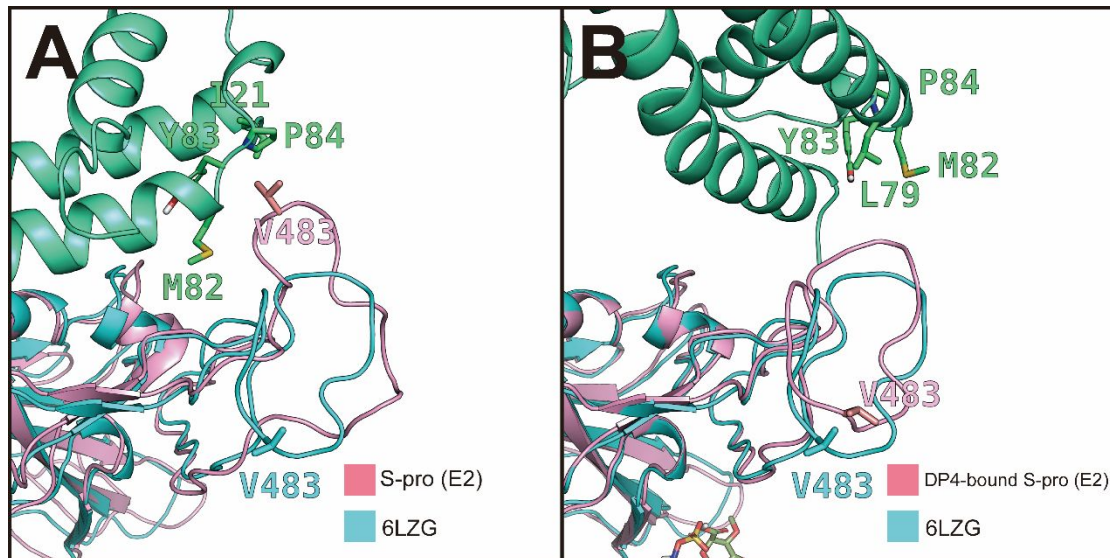 A
I21
Y83
P84
V483
M82
V483
S-pro (E2)
6LZG
B
P84
Y83
M82
L79
V483
V483
DP4-bound S-pro (E2)
6LZG